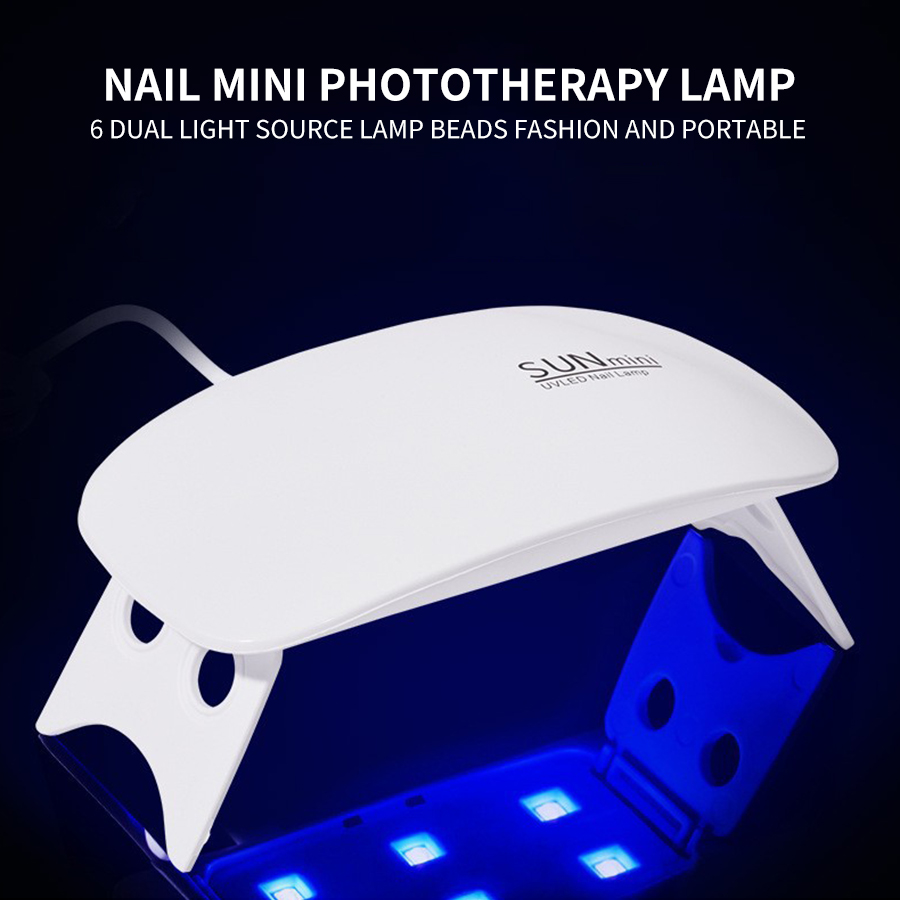 NAIL MINI PHOTOTHERAPY LAMP
6 DUAL LIGHT SOURCE LAMP BEADS FASHION AND PORTABLE
SUNmini
UVLED Nail Lamp